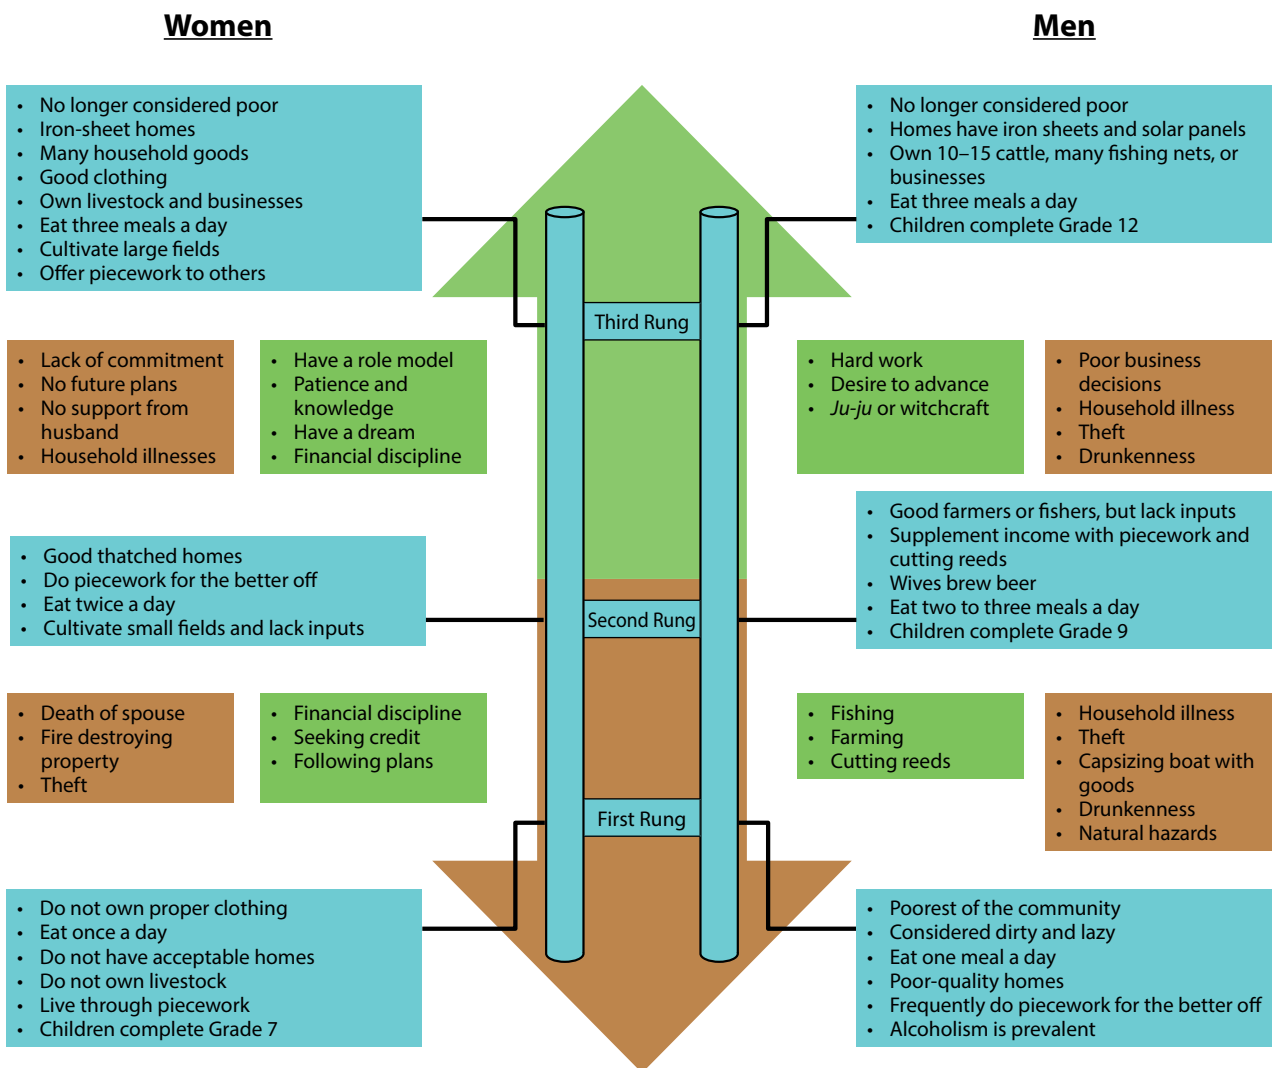 Women
Men
• No longer considered poor
• Iron-sheet homes
• Many household goods
• Good clothing
• Own livestock and businesses
• Eat three meals a day
• Cultivate large fields
• Offer piecework to others
• No longer considered poor
• Homes have iron sheets and solar panels
• Own 10–15 cattle, many fishing nets, or
businesses
• Eat three meals a day
• Children complete Grade 12
Third Rung
• Lack of commitment
• No future plans
• No support from
husband
• Household illnesses
• Have a role model
• Patience and
knowledge
• Have a dream
• Financial discipline
• Hard work
• Desire to advance
• Ju-ju or witchcraft
• Poor business
decisions
• Household illness
• Theft
• Drunkenness
• Good thatched homes
• Do piecework for the better off
• Eat twice a day
• Cultivate small fields and lack inputs
Second Rung
• Good farmers or fishers, but lack inputs
• Supplement income with piecework and
cutting reeds
• Wives brew beer
• Eat two to three meals a day
• Children complete Grade 9
• Death of spouse
• Fire destroying
property
• Theft
• Financial discipline
• Seeking credit
• Following plans
• Fishing
• Farming
• Cutting reeds
• Household illness
• Theft
• Capsizing boat with
goods
• Drunkenness
• Natural hazards
First Rung
• Do not own proper clothing
• Eat once a day
• Do not have acceptable homes
• Do not own livestock
• Live through piecework
• Children complete Grade 7
• Poorest of the community
• Considered dirty and lazy
• Eat one meal a day
• Poor-quality homes
• Frequently do piecework for the better off
• Alcoholism is prevalent